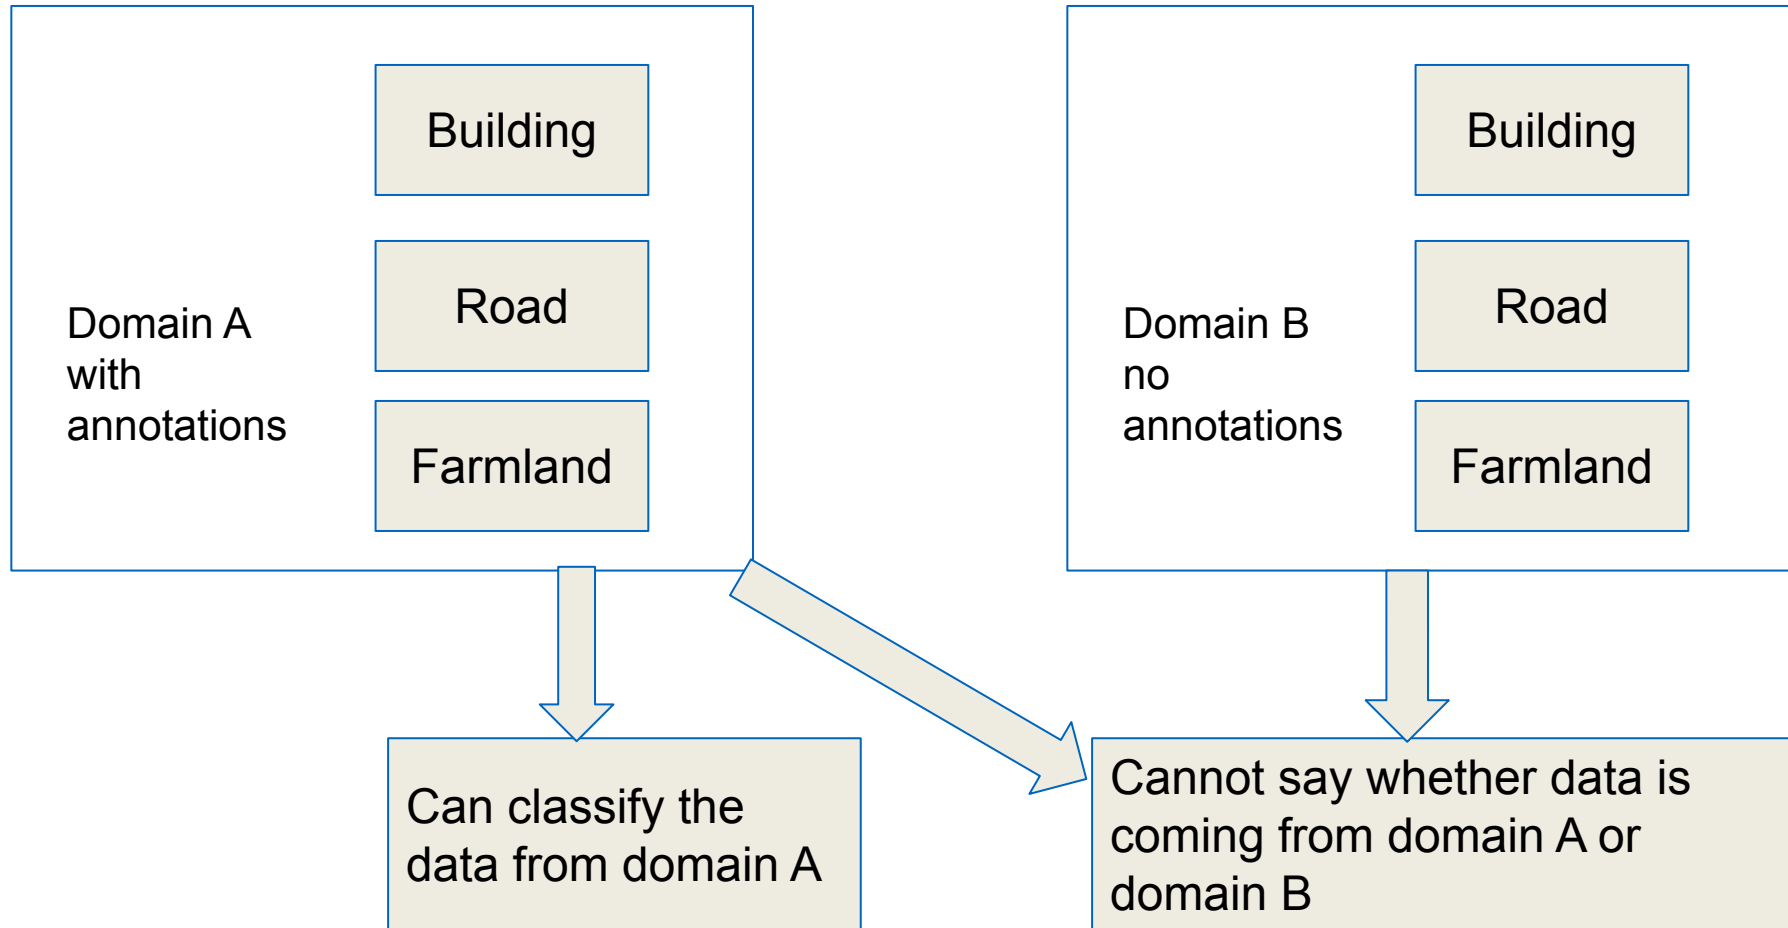 Domain A
with
annotations
Building
Road
Farmland
Domain B
no
annotations
Building
Road
Farmland
Can classify the
data from domain A
Cannot say whether data is
coming from domain A or
domain B